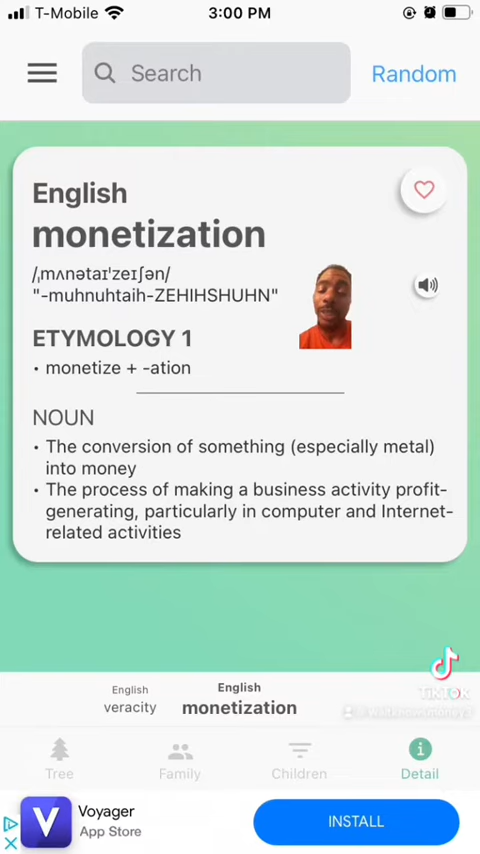 T-Mobile
3:00 PM
Search
Random
English
monetization
/ˌmʌnətaɪˈzeɪʃən/
"-muhnuhtaih-ZEHIHSHUHN"
ETYMOLOGY 1
• monetize + -ation
NOUN
• The conversion of something (especially metal)
into money
• The process of making a business activity profit-
generating, particularly in computer and Internet-
related activities
TikTok
English
veracity
English
monetization
Tree
Family
Children
Detail
V
Voyager
App Store
INSTALL